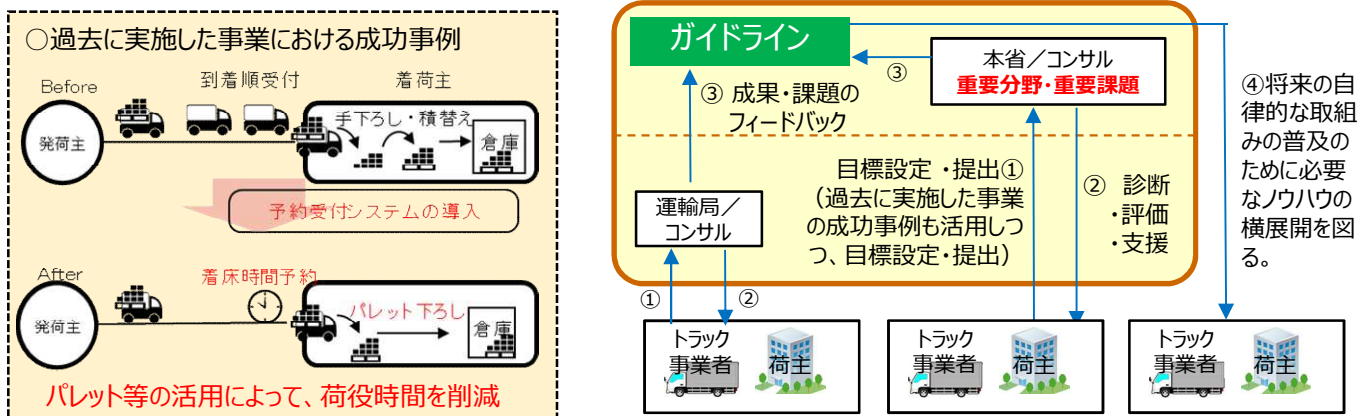 ○過去に実施した事業における成功事例
Before
到着順受付
着荷主
発荷主
手下ろし・積替え
倉庫
予約受付システムの導入
After
着床時間予約
発荷主
パレット下ろし
倉庫
パレット等の活用によって、荷役時間を削減
ガイドライン
本省／コンサル
重要分野・重要課題
③
③ 成果・課題の
フィードバック
運輸局／
コンサル
目標設定・提出①
（過去に実施した事業
の成功事例も活用しつ
つ、目標設定・提出）
② 診断
・評価
・支援
④将来の自
律的な取組
みの普及の
ために必要
なノウハウの
横展開を図
る。
①
②
トラック
事業者
荷主
トラック
事業者
荷主
トラック
事業者
荷主